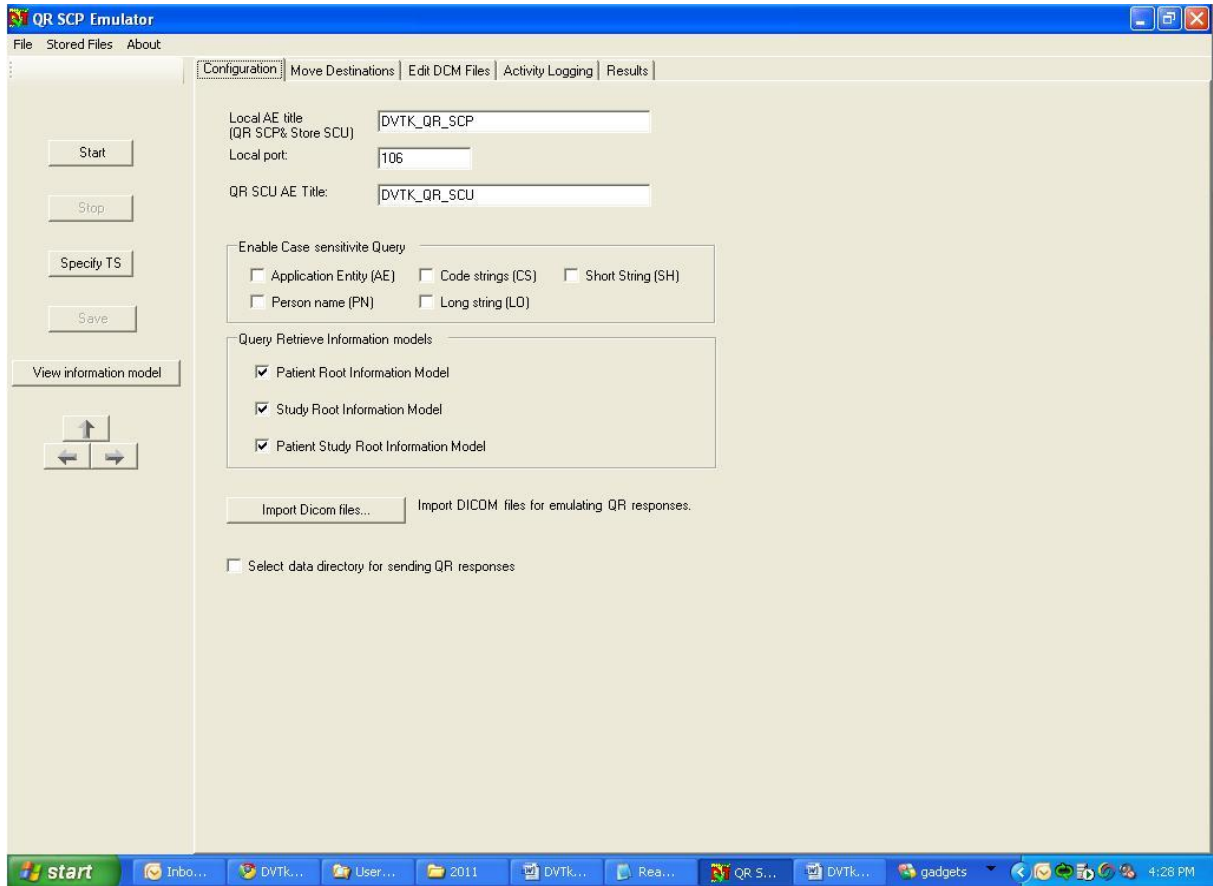 QR SCP Emulator
File Stored Files About
Configuration Move Destinations Edit DCM Files Activity Logging Results
Local AE title
(QR SCP& Store SCU)
DVTK_QR_SCP
Start
Local port:
106
QR SCU AE Title:
DVTK_QR_SCU
Stop
Enable Case sensitivite Query
Specify TS
Application Entity (AE) Code strings (CS) Short String (SH)
Person name (PN) Long string (LO)
Save
Query Retrieve Information models
View information model
Patient Root Information Model
Study Root Information Model
Patient Study Root Information Model
Import Dicom files... Import DICOM files for emulating QR responses.
Select data directory for sending QR responses
start Inbo... DVTk... User... 2011 DVTk... Rea... QR S... DVTk... gadgets 4:28 PM